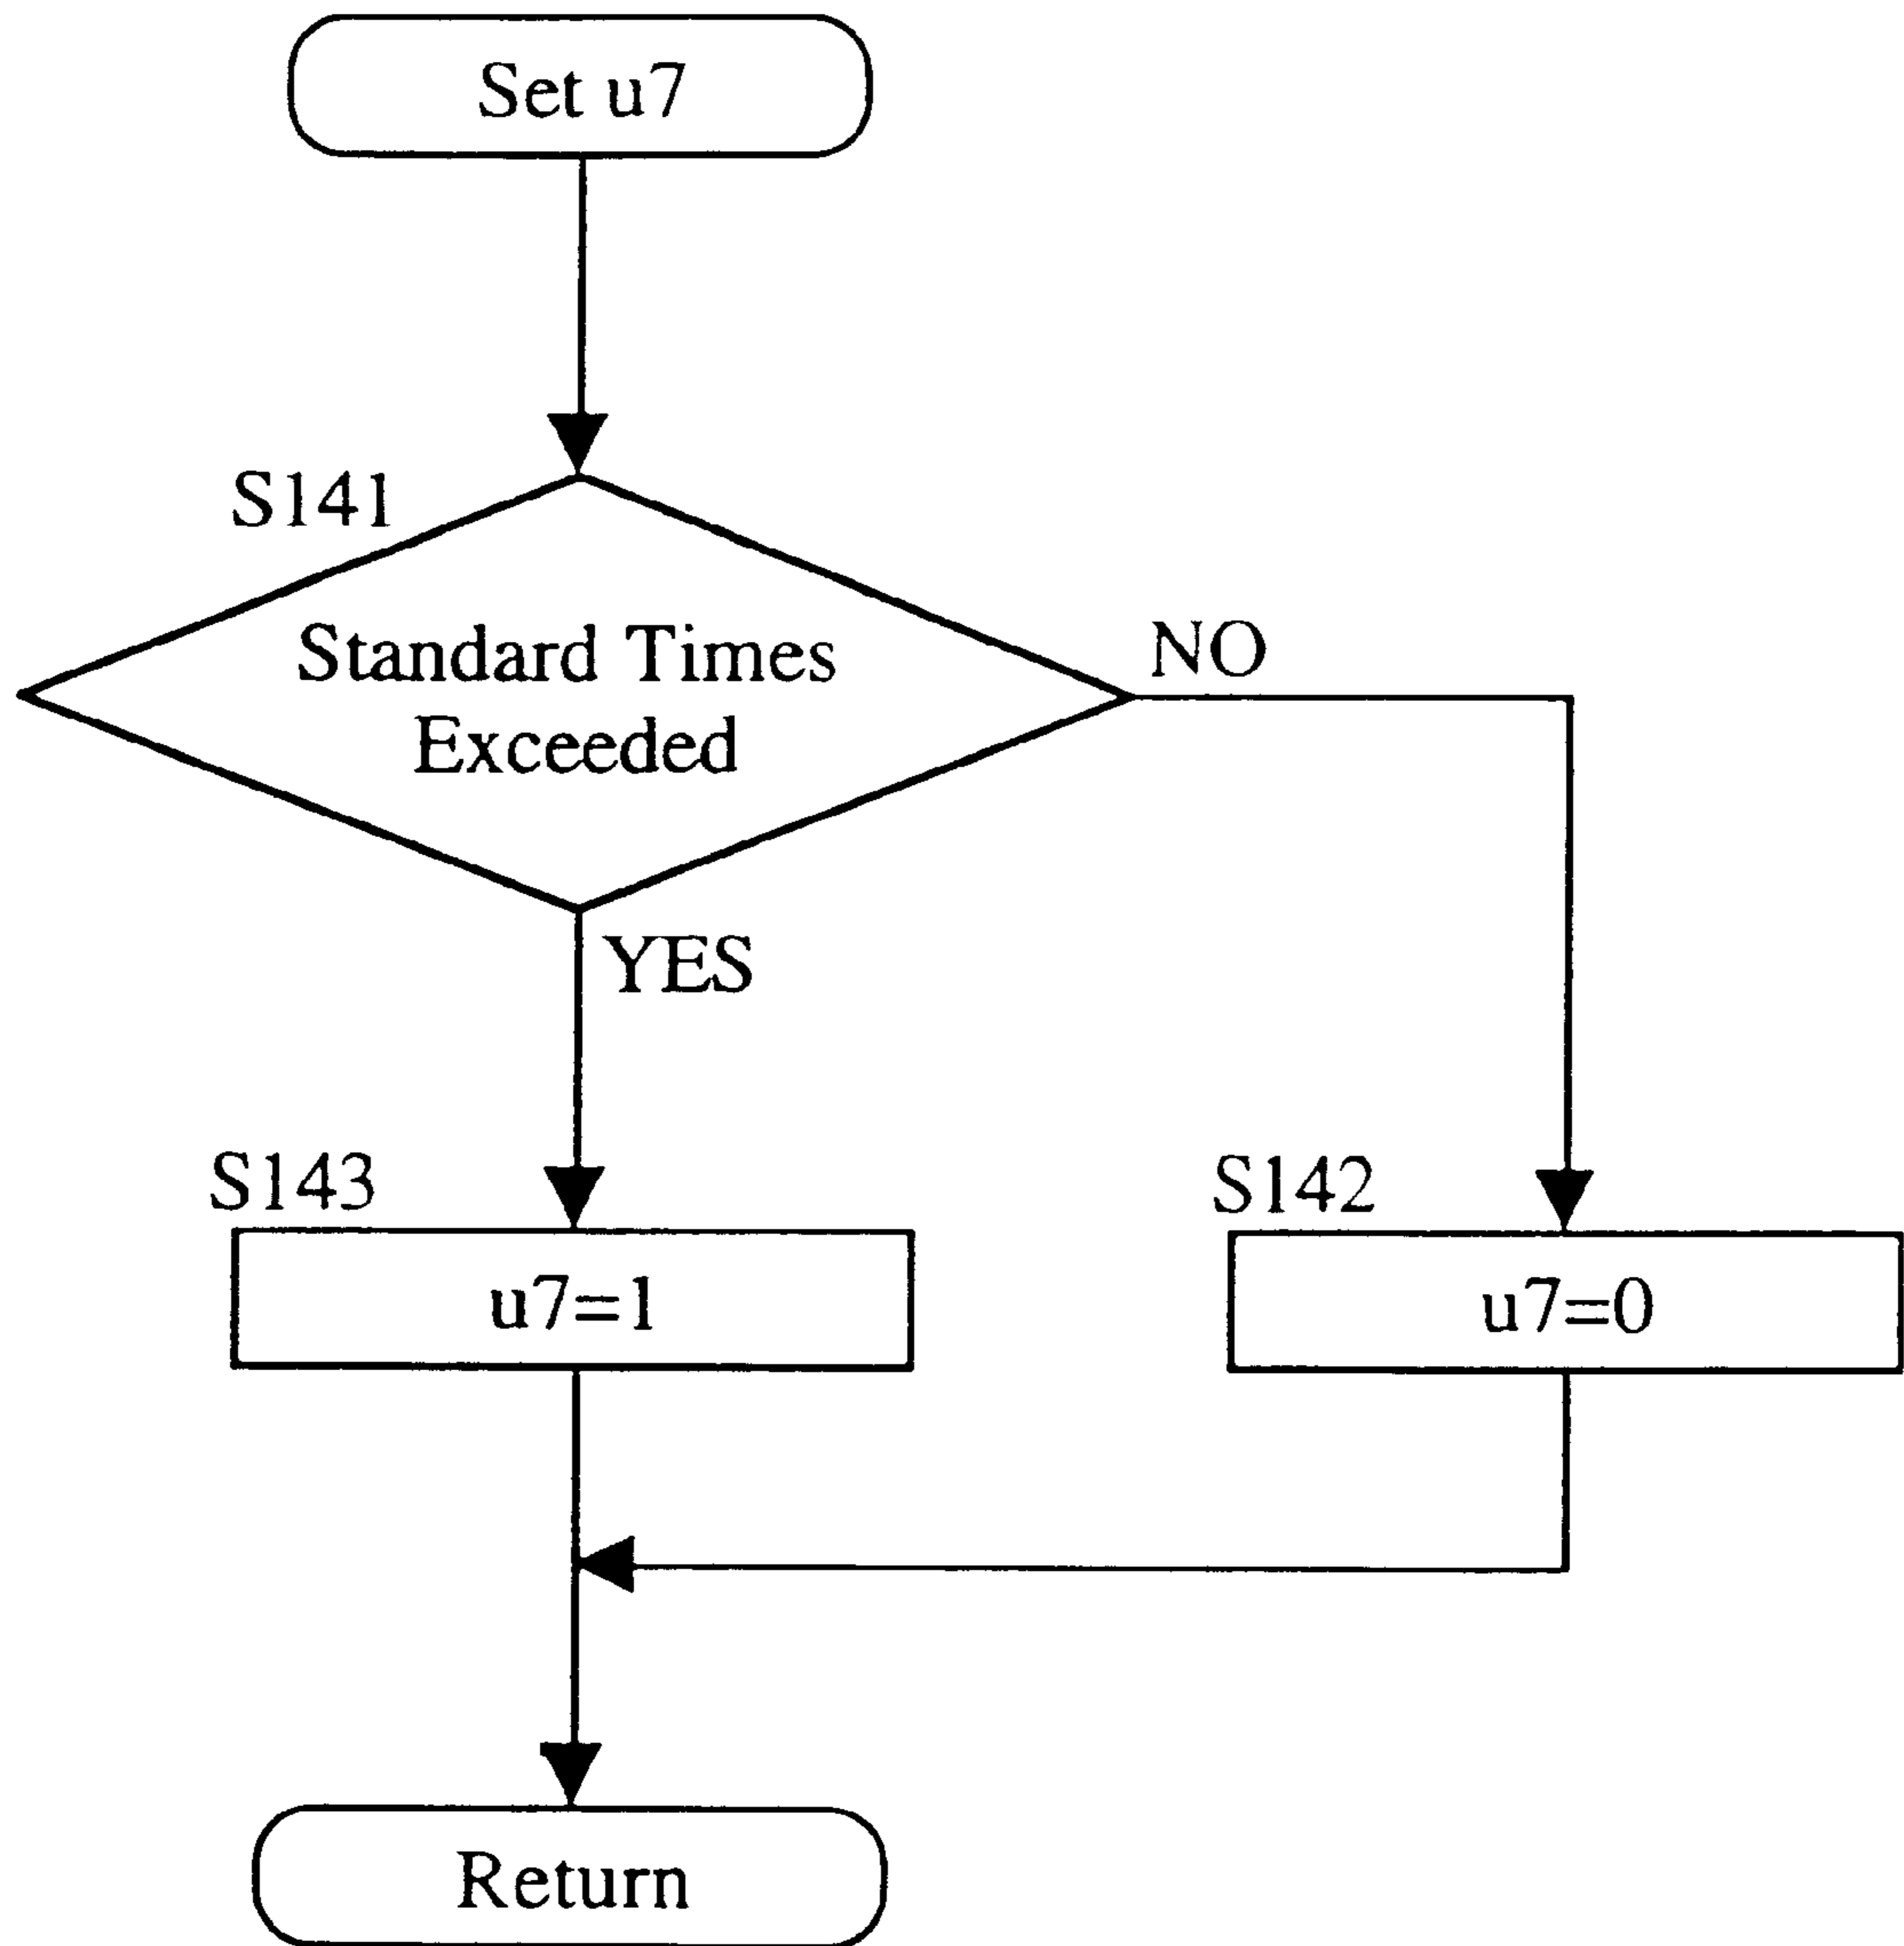 Set u7
S141
Standard Times
Exceeded
NO
YES
S143
u7=1
S142
u7=0
Return